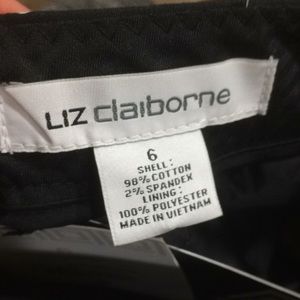 LIZ claiborne
6
SHELL:
98% COTTON
2% SPANDEX
LINING:
100% POLYESTER
MADE IN VIETNAM